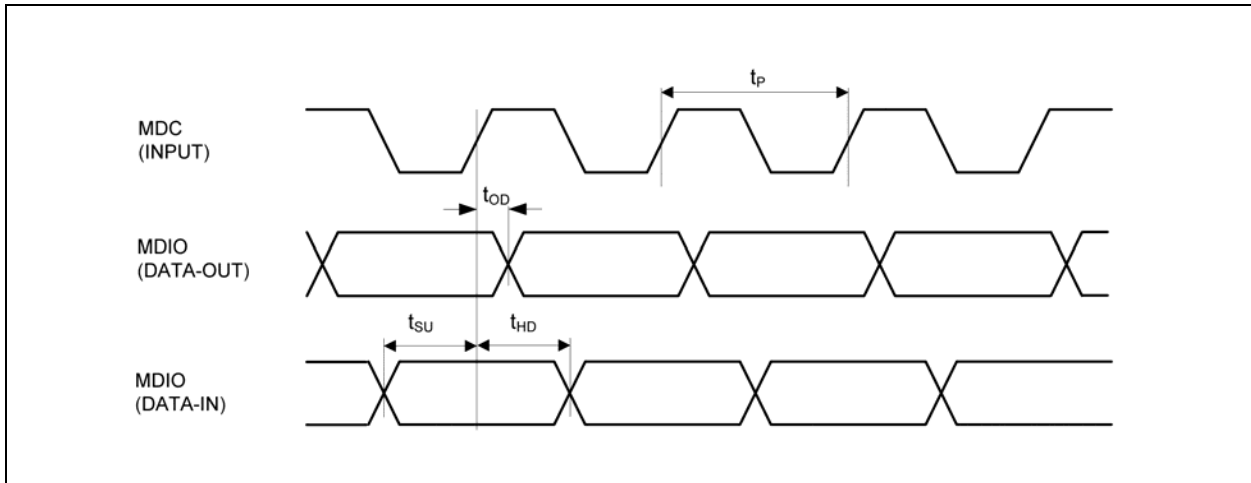 tP
MDC
(INPUT)
tOD
MDIO
(DATA-OUT)
tSU
tHD
MDIO
(DATA-IN)